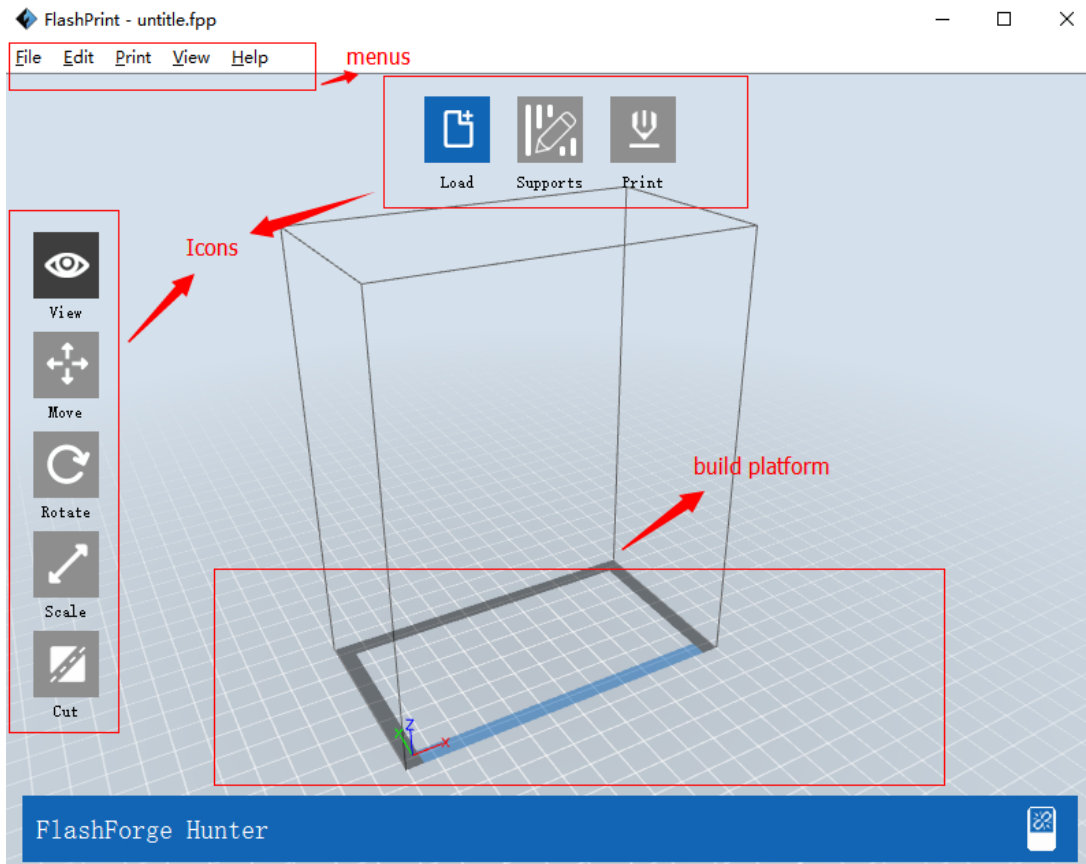 FlashPrint - untitle.fpp
File Edit Print View Help
menus
Load Supports Print
Icons
View
Move
Rotate
Scale
Cut
build platform
Z
X
FlashForge Hunter